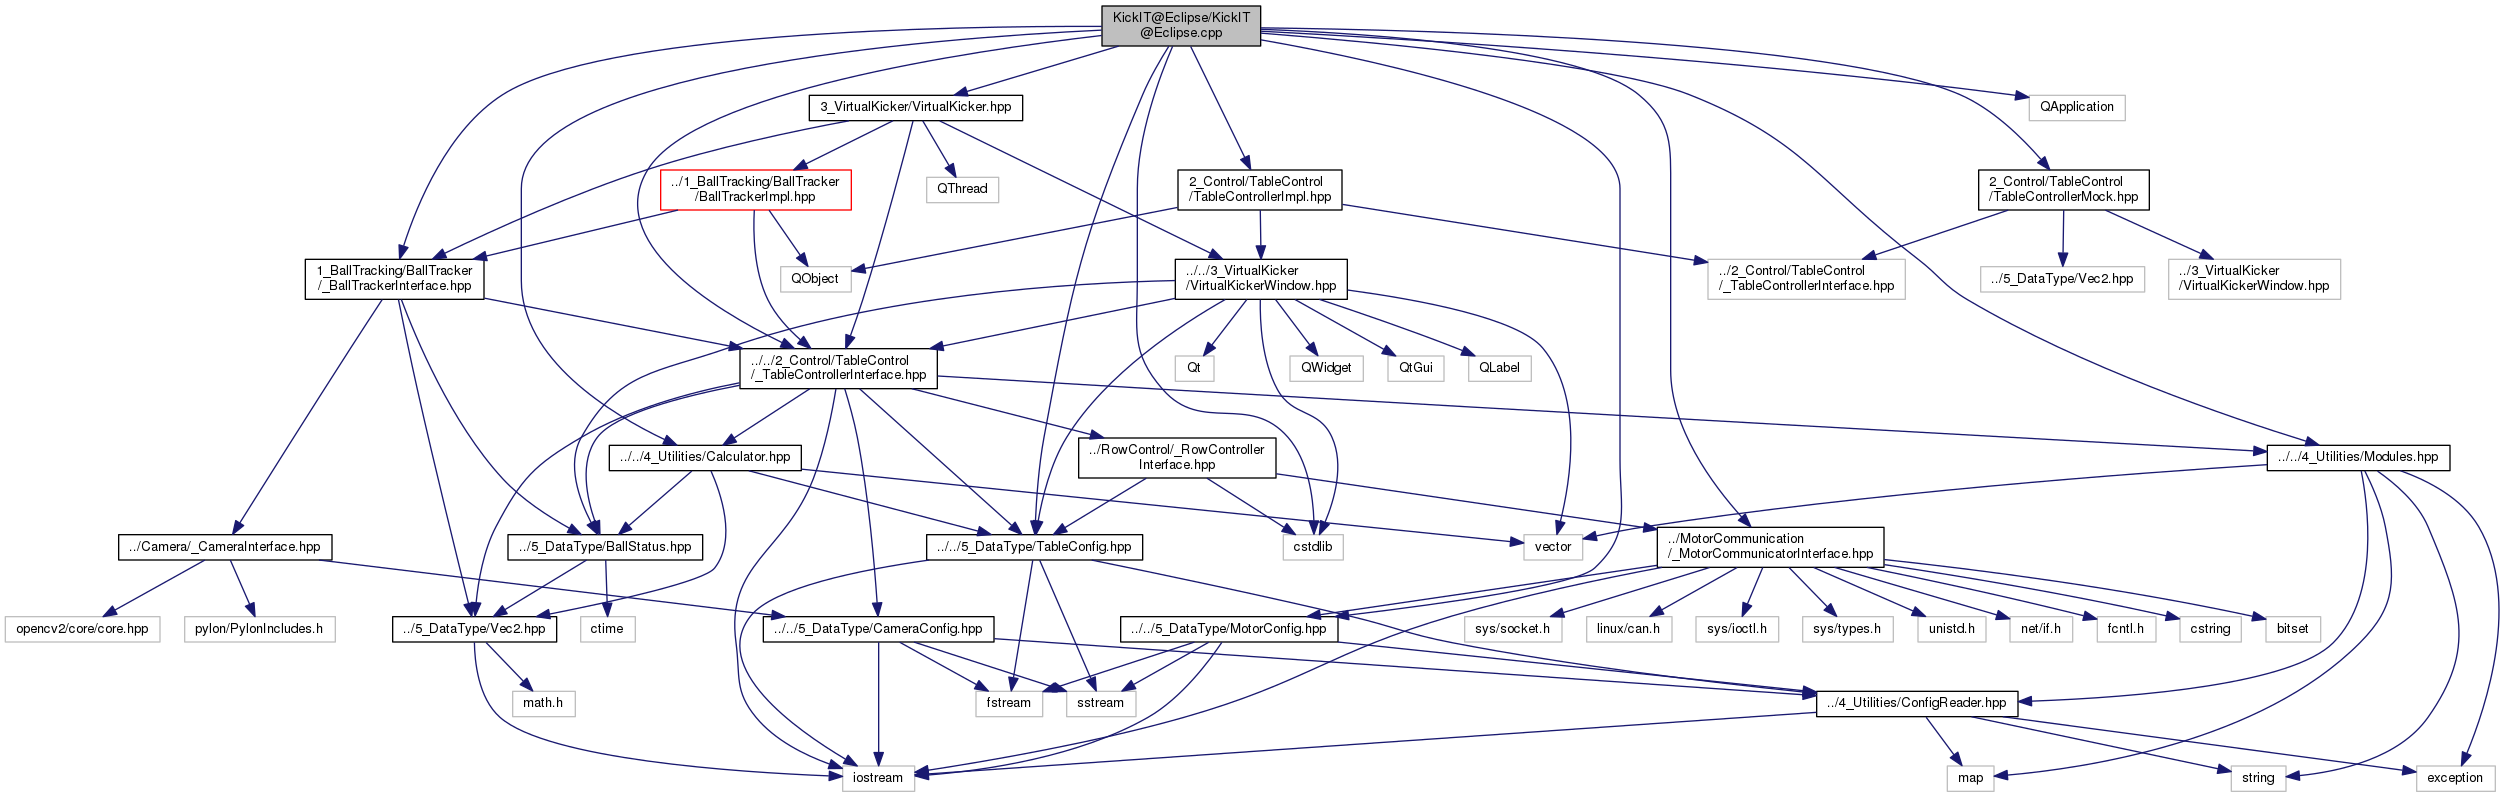 KickIT@Eclipse/KickIT
@Eclipse.cpp
3_VirtualKicker/VirtualKicker.hpp
QApplication
../1_BallTracking/BallTracker
/BallTrackerImpl.hpp
QThread
2_Control/TableControl
/TableControllerImpl.hpp
2_Control/TableControl
/TableControllerMock.hpp
1_BallTracking/BallTracker
/_BallTrackerInterface.hpp
QObject
../../3_VirtualKicker
/VirtualKickerWindow.hpp
../2_Control/TableControl
/_TableControllerInterface.hpp
../5_DataType/Vec2.hpp
../3_VirtualKicker
/VirtualKickerWindow.hpp
../../2_Control/TableControl
/_TableControllerInterface.hpp
Qt
QWidget
QtGui
QLabel
../../4_Utilities/Calculator.hpp
../RowControl/_RowController
Interface.hpp
../../4_Utilities/Modules.hpp
../Camera/_CameraInterface.hpp
../5_DataType/BallStatus.hpp
../../5_DataType/TableConfig.hpp
cstdlib
vector
../MotorCommunication
/_MotorCommunicatorInterface.hpp
opencv2/core/core.hpp
pylon/PylonIncludes.h
../5_DataType/Vec2.hpp
ctime
../../5_DataType/CameraConfig.hpp
../../5_DataType/MotorConfig.hpp
sys/socket.h
linux/can.h
sys/ioctl.h
sys/types.h
unistd.h
net/if.h
fcntl.h
cstring
bitset
math.h
fstream
sstream
../4_Utilities/ConfigReader.hpp
iostream
map
string
exception